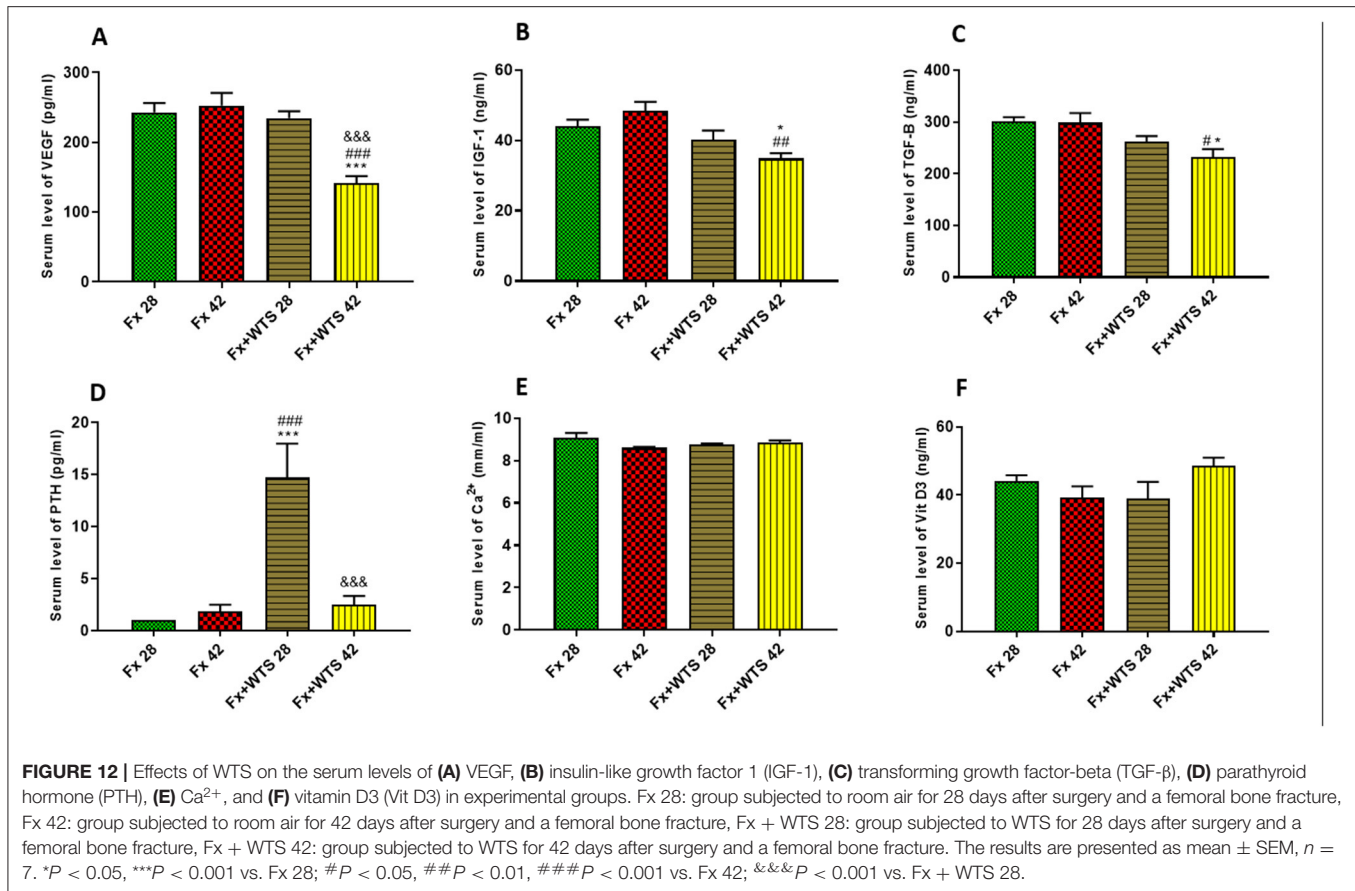 A
Serum level of VEGF (pg/ml)
300
200
100
0
&&&
###
***
Fx 28
Fx 42
Fx+WTS 28
Fx+WTS 42
B
Serum level of IGF-1 (ng/ml)
60
40
20
0
*
##
Fx 28
Fx 42
Fx+WTS 28
Fx+WTS 42
C
Serum level of TGF-B (ng/ml)
400
300
200
100
0
# *
Fx 28
Fx 42
Fx+WTS 28
Fx+WTS 42
D
Serum level of PTH (pg/ml)
20
15
10
5
0
###
***
&&&
Fx 28
Fx 42
Fx+WTS 28
Fx+WTS 42
E
Serum level of Ca²⁺ (mm/ml)
10
8
6
4
2
0
Fx 28
Fx 42
Fx+WTS 28
Fx+WTS 42
F
Serum level of Vit D3 (ng/ml)
60
40
20
0
Fx 28
Fx 42
Fx+WTS 28
Fx+WTS 42
FIGURE 12 | Effects of WTS on the serum levels of (A) VEGF, (B) insulin-like growth factor 1 (IGF-1), (C) transforming growth factor-beta (TGF-β), (D) parathyroid
hormone (PTH), (E) Ca²⁺, and (F) vitamin D3 (Vit D3) in experimental groups. Fx 28: group subjected to room air for 28 days after surgery and a femoral bone fracture,
Fx 42: group subjected to room air for 42 days after surgery and a femoral bone fracture, Fx + WTS 28: group subjected to WTS for 28 days after surgery and a
femoral bone fracture, Fx + WTS 42: group subjected to WTS for 42 days after surgery and a femoral bone fracture. The results are presented as mean ± SEM, n =
7. *P < 0.05, ***P < 0.001 vs. Fx 28; #P < 0.05, ##P < 0.01, ###P < 0.001 vs. Fx 42; &&&P < 0.001 vs. Fx + WTS 28.